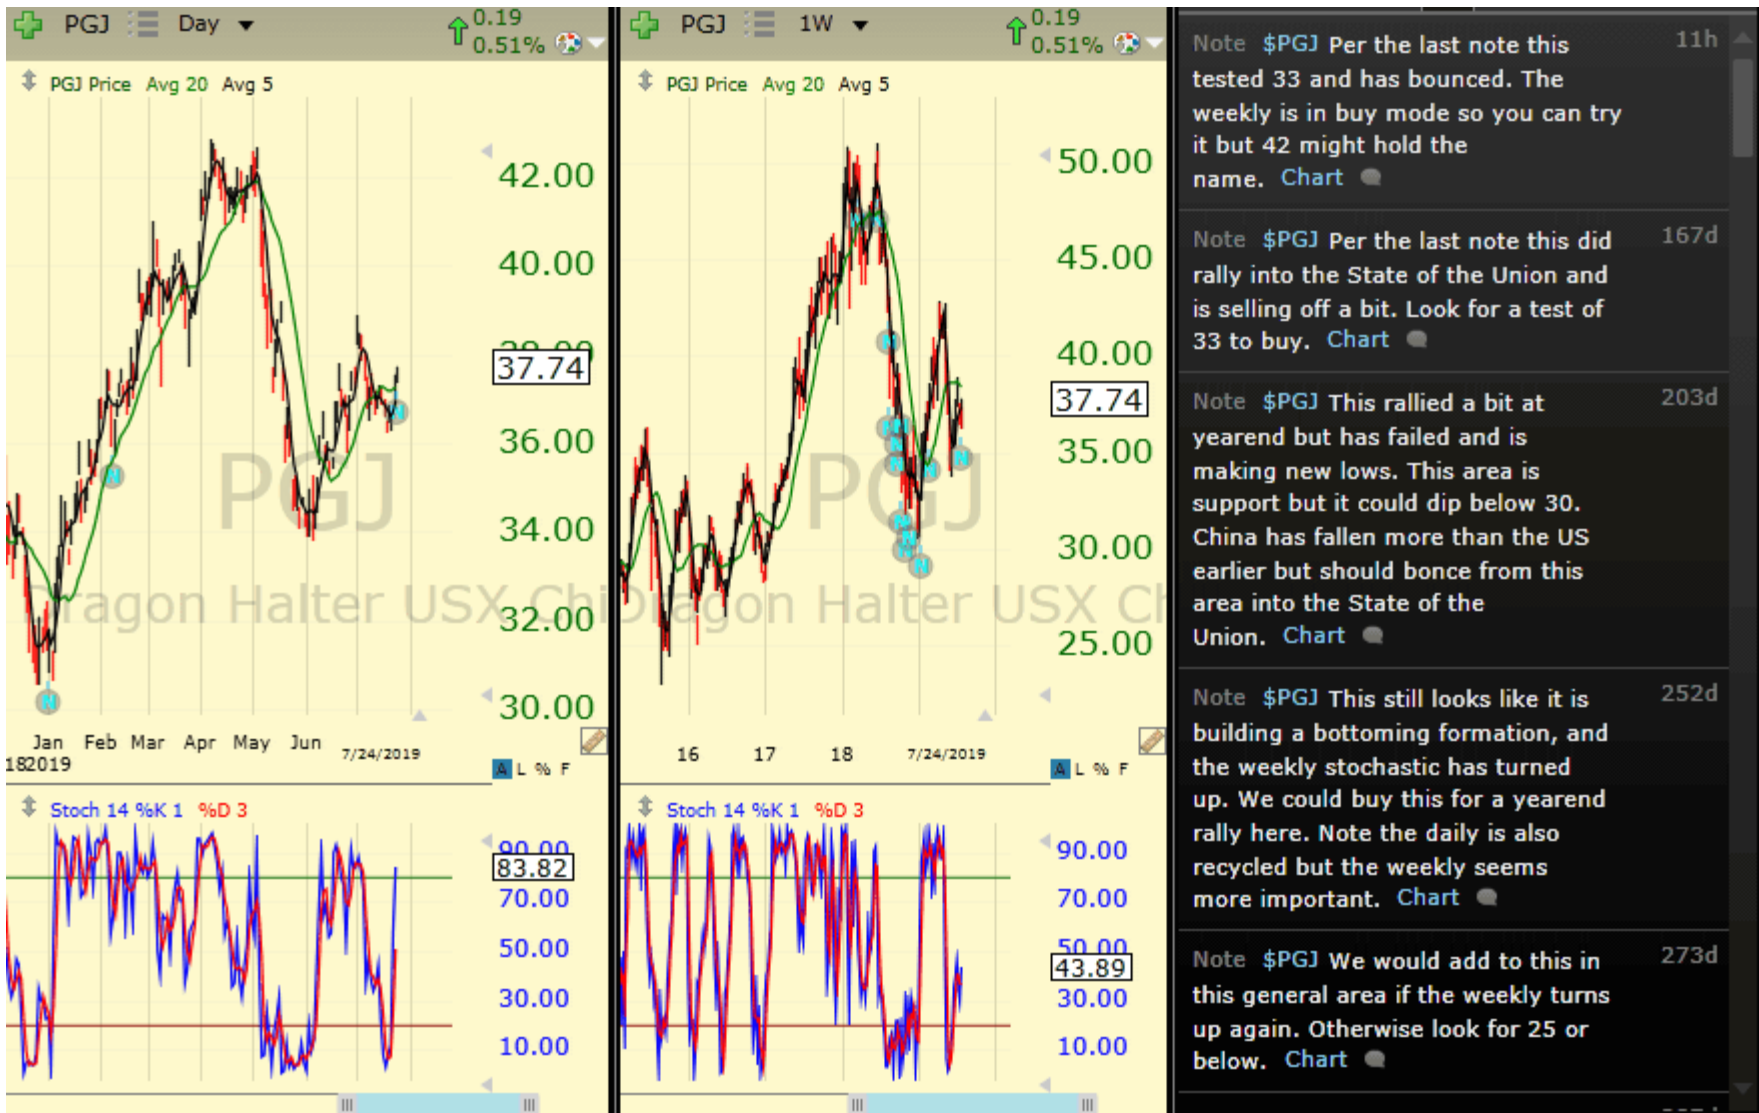 PGJ Day
0.19
0.51%
PGJ Price Avg 20 Avg 5
42.00
40.00
38.00
37.74
36.00
34.00
32.00
30.00
PGJ
Dragon Halter USX Chi
Jan Feb Mar Apr May Jun 7/24/2019
182019
A L % F
Stoch 14 %K 1 %D 3
90.00
83.82
70.00
50.00
30.00
10.00
PGJ 1W
0.19
0.51%
PGJ Price Avg 20 Avg 5
50.00
45.00
40.00
37.74
35.00
30.00
25.00
PGJ
Dragon Halter USX Ch
16 17 18 7/24/2019
A L % F
Stoch 14 %K 1 %D 3
90.00
70.00
50.00
43.89
30.00
10.00
Note $PGJ Per the last note this 11h
tested 33 and has bounced. The
weekly is in buy mode so you can try
it but 42 might hold the
name. Chart
Note $PGJ Per the last note this did 167d
rally into the State of the Union and
is selling off a bit. Look for a test of
33 to buy. Chart
Note $PGJ This rallied a bit at 203d
yearend but has failed and is
making new lows. This area is
support but it could dip below 30.
China has fallen more than the US
earlier but should bonce from this
area into the State of the
Union. Chart
Note $PGJ This still looks like it is 252d
building a bottoming formation, and
the weekly stochastic has turned
up. We could buy this for a yearend
rally here. Note the daily is also
recycled but the weekly seems
more important. Chart
Note $PGJ We would add to this in 273d
this general area if the weekly turns
up again. Otherwise look for 25 or
below. Chart